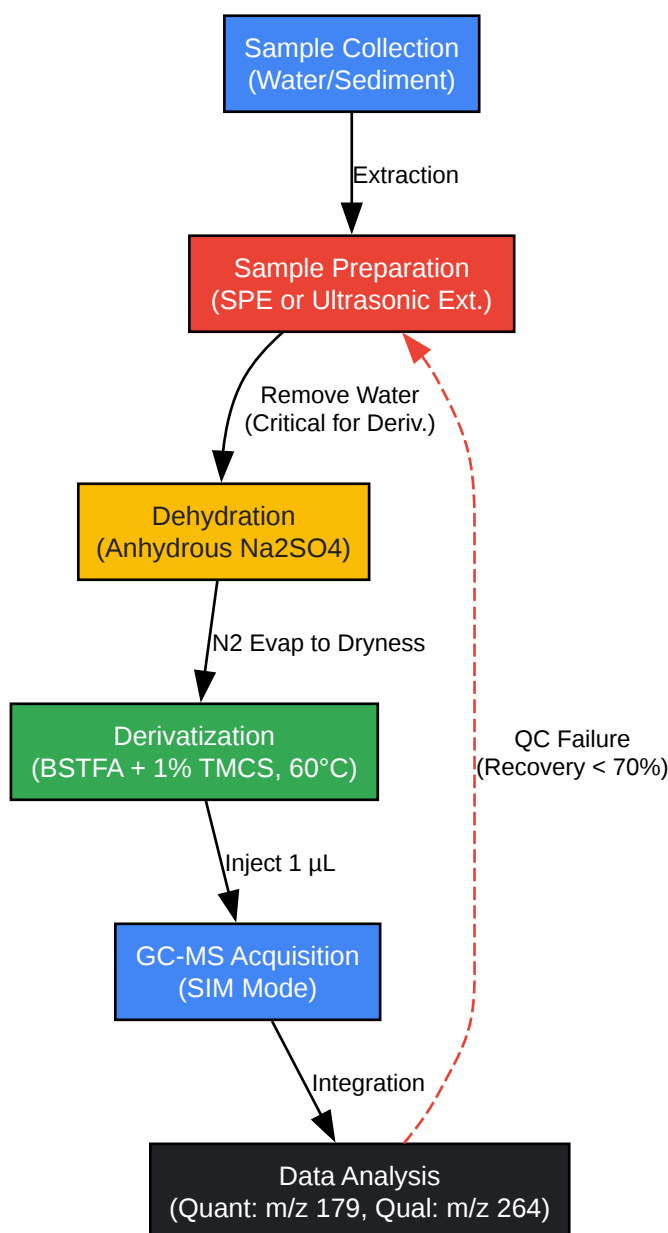 Sample Collection
(Water/Sediment)
Extraction
Sample Preparation
(SPE or Ultrasonic Ext.)
Remove Water
(Critical for Deriv.)
Dehydration
(Anhydrous Na2SO4)
N2 Evap to Dryness
Derivatization
(BSTFA + 1% TMCS, 60°C)
QC Failure
(Recovery < 70%)
Inject 1 µL
GC-MS Acquisition
(SIM Mode)
Integration
Data Analysis
(Quant: m/z 179, Qual: m/z 264)